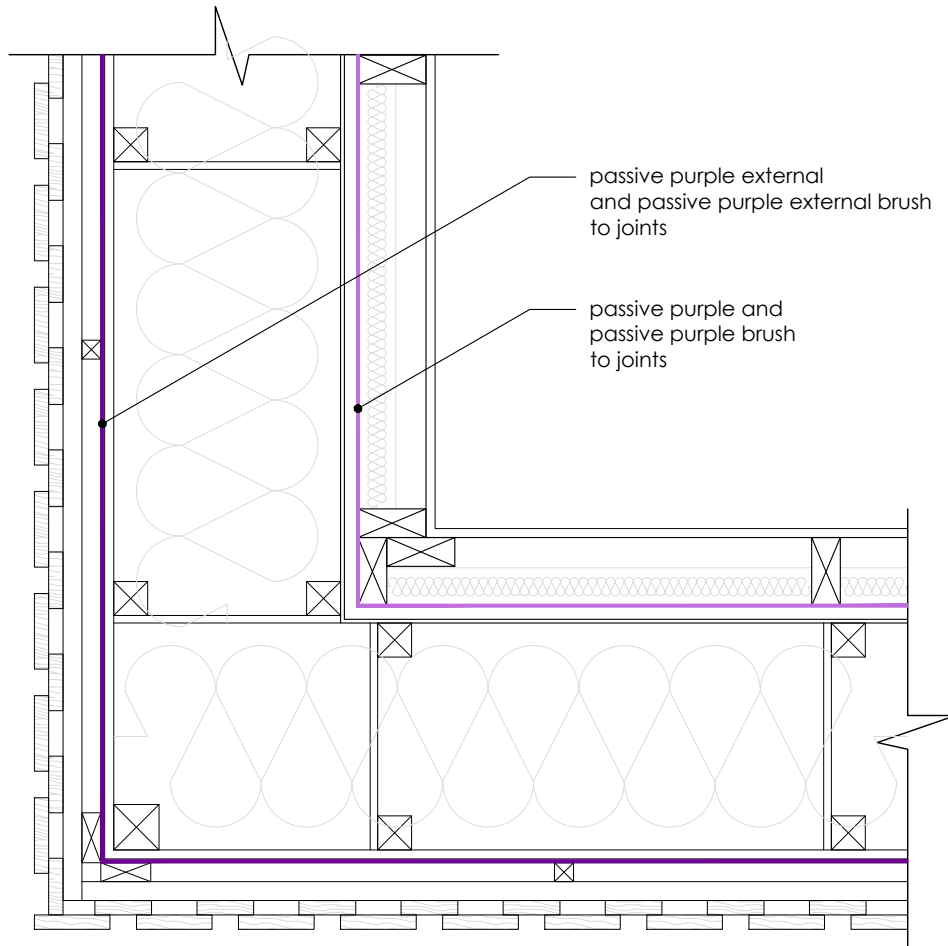 passive purple external
and passive purple external brush
to joints
passive purple and
passive purple brush
to joints